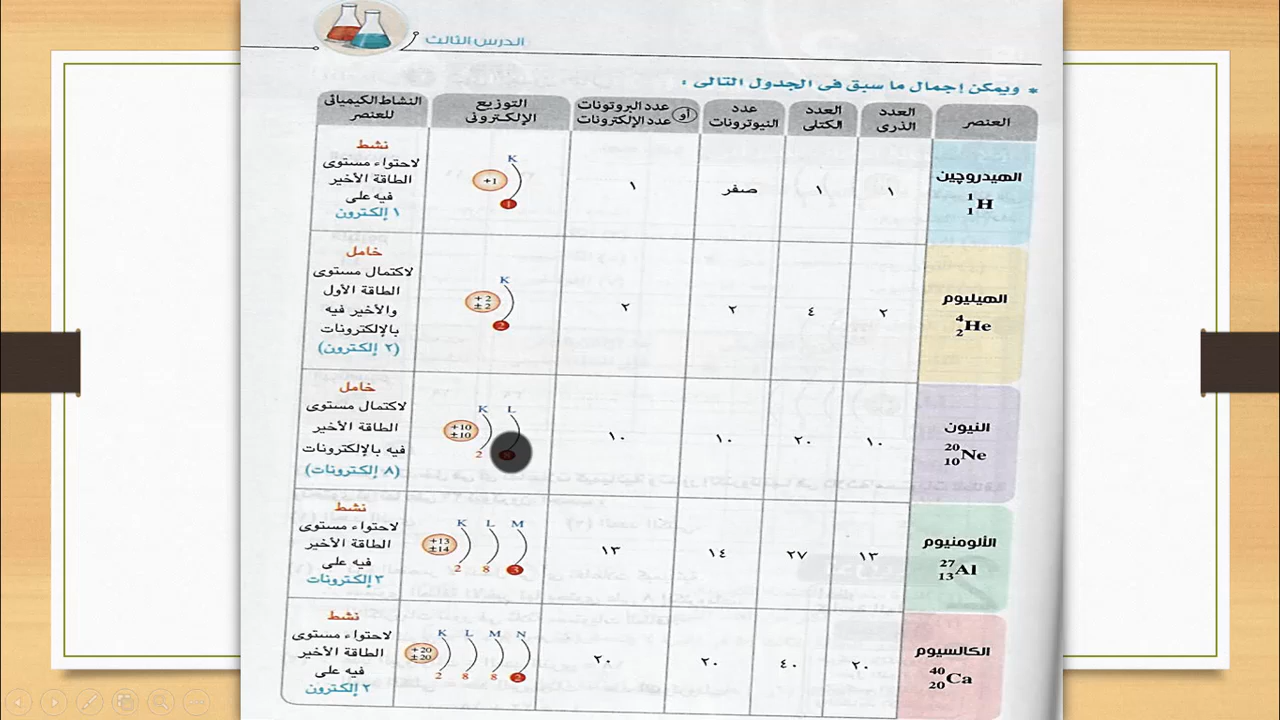 الدرس الثالث
* ويمكن إجمال ما سبق فى الجدول التالى :
العنصر
العدد الذرى
العدد الكتلى
عدد النيوترونات
عدد البروتونات أو عدد الإلكترونات
التوزيع الإلكترونى
النشاط الكيميائى للعنصر
الهيدروچين
1 1 H
١
١
صفر
١
K
+1
1
نشط
لاحتواء مستوى
الطاقة الأخير
فيه على
١ إلكترون
الهيليوم
4 2 He
٢
٤
٢
٢
K
+2
±2
2
خامل
لاكتمال مستوى
الطاقة الأول
والأخير فيه
بالإلكترونات
(٢ إلكترون)
النيون
20 10 Ne
١٠
٢٠
١٠
١٠
K L
+10
±10
2
خامل
لاكتمال مستوى
الطاقة الأخير
فيه بالإلكترونات
(٨ إلكترونات)
الألومنيوم
27 13 Al
١٣
٢٧
١٤
١٣
K L M
+13
±14
2 8 3
نشط
لاحتواء مستوى
الطاقة الأخير
فيه على
٣ إلكترونات
الكالسيوم
40 20 Ca
٢٠
٤٠
٢٠
٢٠
K L M N
+20
±20
2 8 8 2
نشط
لاحتواء مستوى
الطاقة الأخير
فيه على
٢ إلكترون